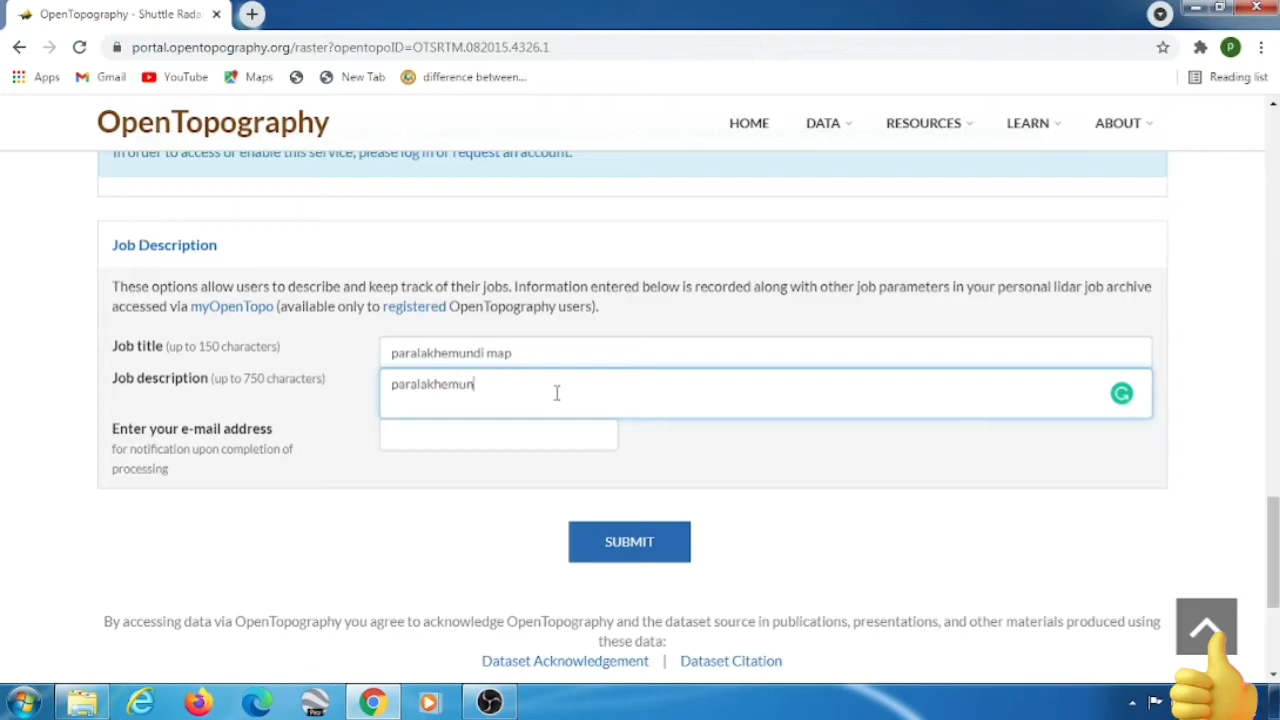 OpenTopography - Shuttle Rada
portal.opentopography.org/raster?opentopoID=OTSRTM.082015.4326.1
P
Apps Gmail YouTube Maps New Tab difference between... Reading list
OpenTopography
HOME DATA RESOURCES LEARN ABOUT
In order to access or enable this service, please log in or request an account.
Job Description
These options allow users to describe and keep track of their jobs. Information entered below is recorded along with other job parameters in your personal lidar job archive
accessed via myOpenTopo (available only to registered OpenTopography users).
Job title (up to 150 characters) paralakhemundi map
Job description (up to 750 characters) paralakhemun
Enter your e-mail address
for notification upon completion of
processing
SUBMIT
By accessing data via OpenTopography you agree to acknowledge OpenTopography and the dataset source in publications, presentations, and other materials produced using
these data:
Dataset Acknowledgement | Dataset Citation